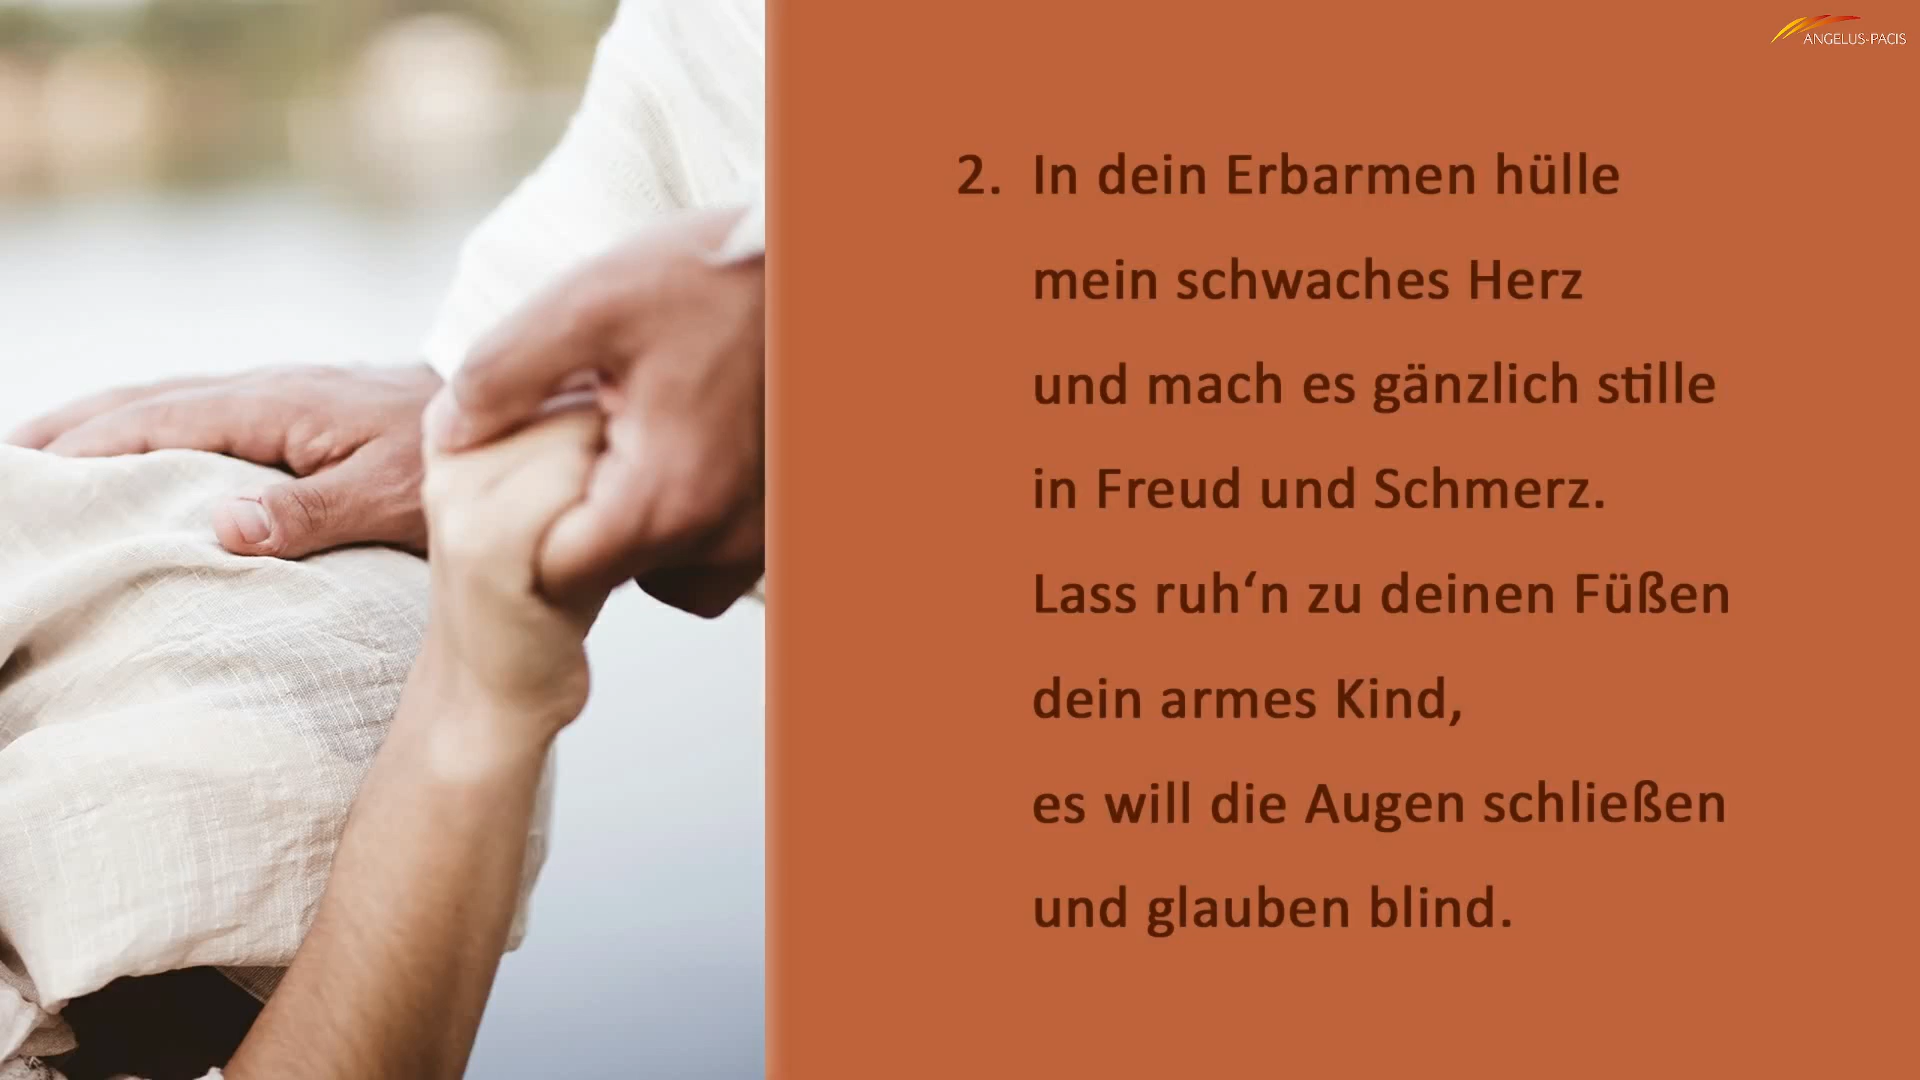 ANGELUS-PACIS
2. In dein Erbarmen hülle
mein schwaches Herz
und mach es gänzlich stille
in Freud und Schmerz.
Lass ruh‘n zu deinen Füßen
dein armes Kind,
es will die Augen schließen
und glauben blind.